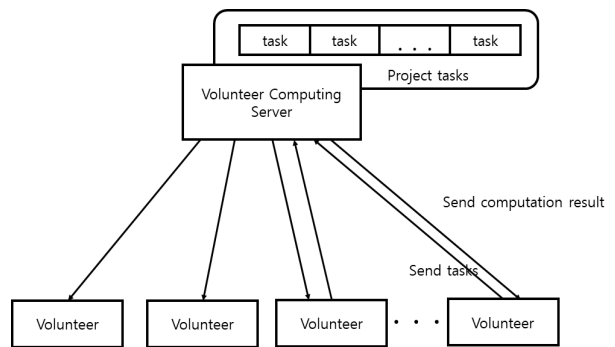 task task . . . task
Project tasks
Volunteer Computing
Server
Send computation result
Send tasks
Volunteer Volunteer Volunteer . . . Volunteer